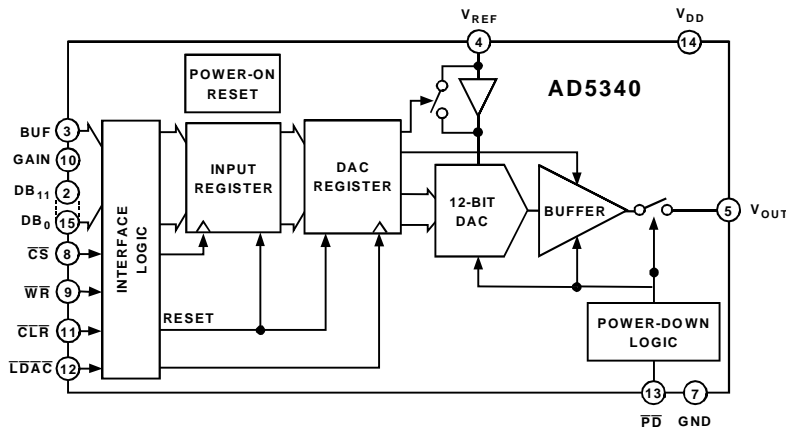 VREF
VDD
4
14
POWER-ON
RESET
AD5340
BUF
3
GAIN
10
DB11
2
DB0
15
CS
8
WR
9
CLR
11
LDAC
12
INTERFACE
LOGIC
INPUT
REGISTER
DAC
REGISTER
12-BIT
DAC
BUFFER
5
VOUT
RESET
POWER-DOWN
LOGIC
13
7
PD
GND